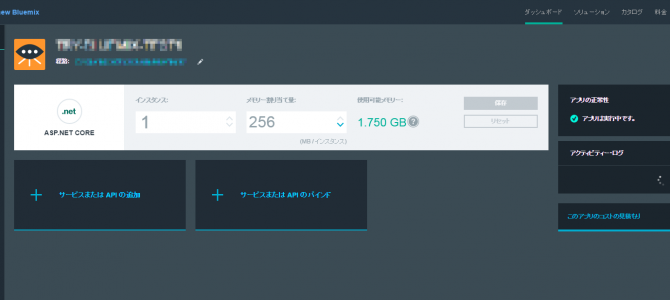 ew Bluemix
ダッシュボード ソリューション カタログ 料金
経路:
インスタンス: メモリー割り当て量: 使用可能メモリー: 保存
.net
ASP.NET CORE
1 256 1.750 GB ? リセット
(MB/インスタンス)
アプリの正常性
アプリは実行中です。
アクティビティー・ログ
+ サービスまたは API の追加
+ サービスまたは API のバインド
このアプリのコストの見積もり